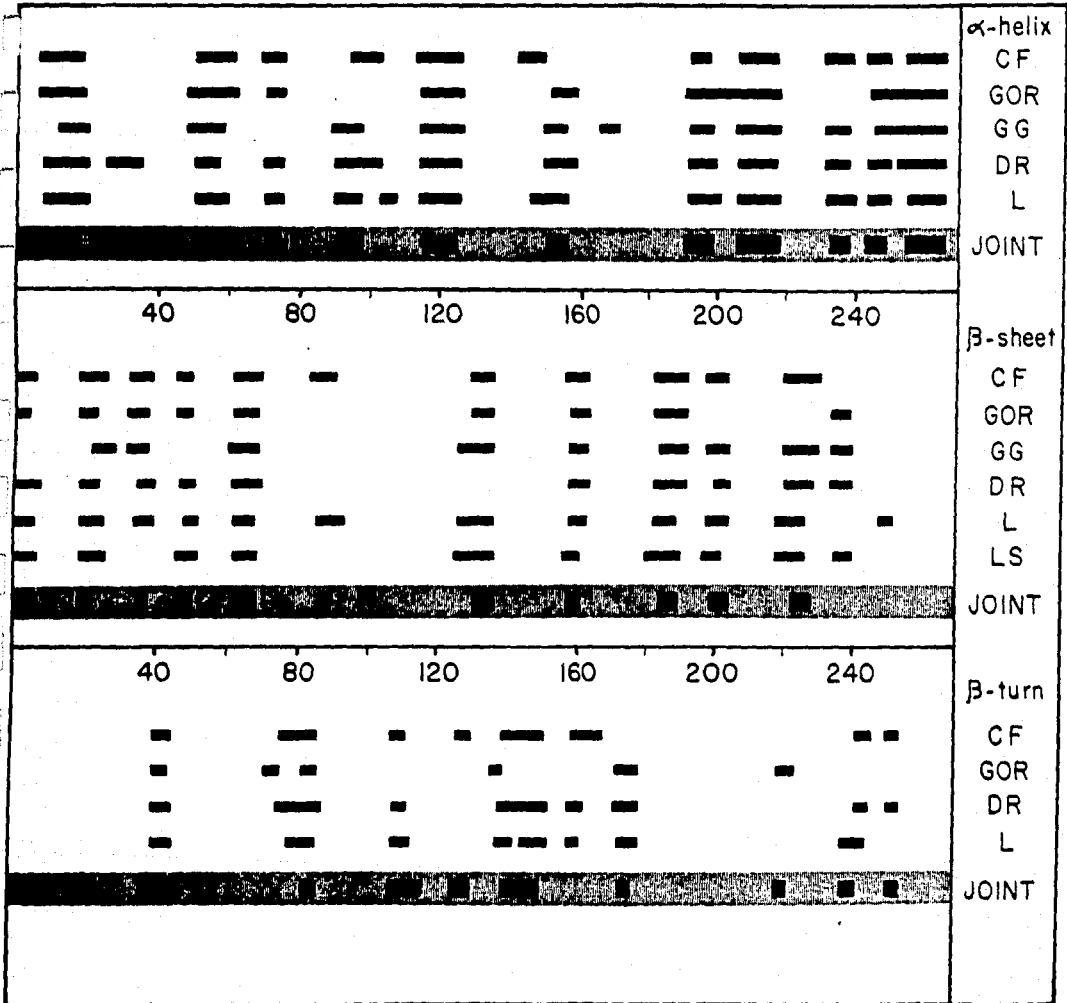 α-helix
CF
GOR
GG
DR
L
JOINT
40 80 120 160 200 240
β-sheet
CF
GOR
GG
DR
L
LS
JOINT
40 80 120 160 200 240
β-turn
CF
GOR
DR
L
JOINT